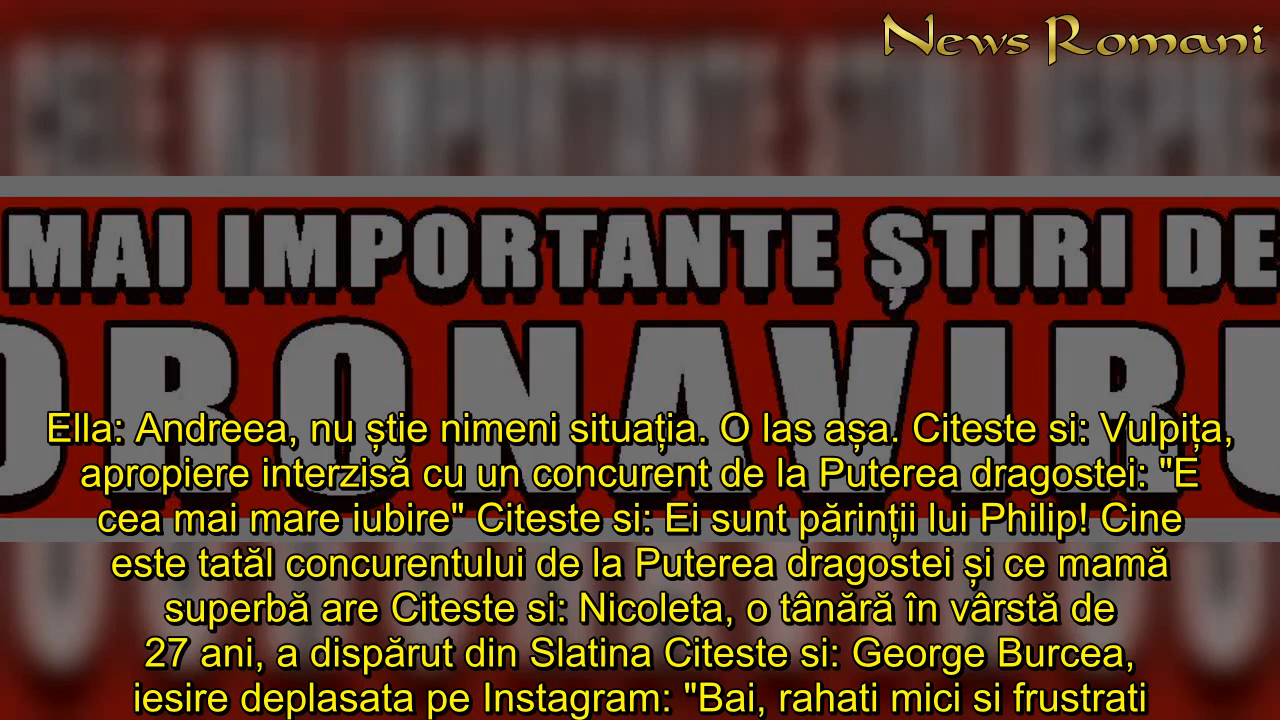 News Romani
MAI IMPORTANTE ȘTIRI DE
ORONAVIRU
Ella: Andreea, nu știe nimeni situația. O las așa. Citeste si: Vulpița,
apropiere interzisă cu un concurent de la Puterea dragostei: "E
cea mai mare iubire" Citeste si: Ei sunt părinții lui Philip! Cine
este tatăl concurentului de la Puterea dragostei și ce mamă
superbă are Citeste si: Nicoleta, o tânără în vârstă de
27 ani, a dispărut din Slatina Citeste si: George Burcea,
iesire deplasata pe Instagram: "Bai, rahati mici si frustrati